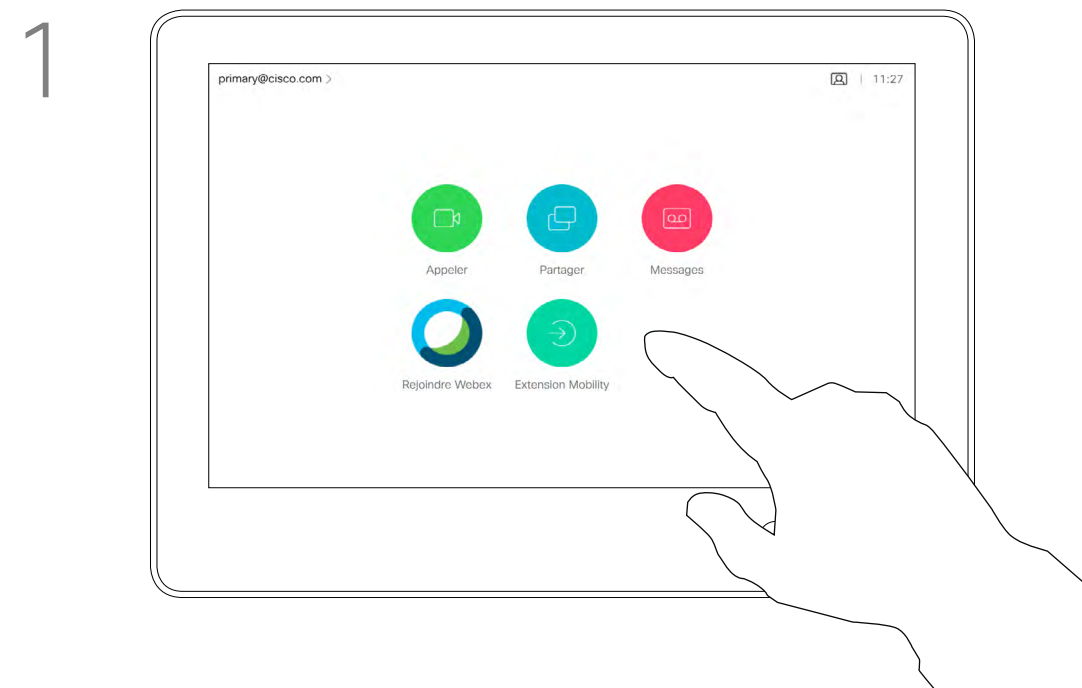 1
primary@cisco.com >
11:27
Appeler
Partager
Messages
Rejoindre Webex
Extension Mobility